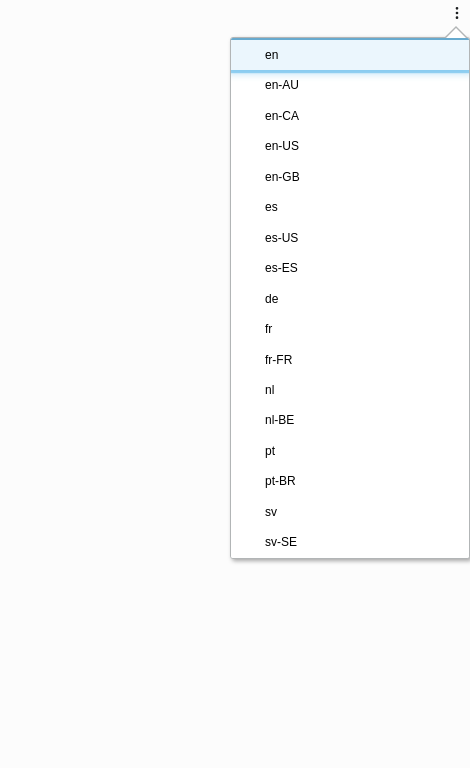 en
en-AU
en-CA
en-US
en-GB
es
es-US
es-ES
de
fr
fr-FR
nl
nl-BE
pt
pt-BR
sv
sv-SE